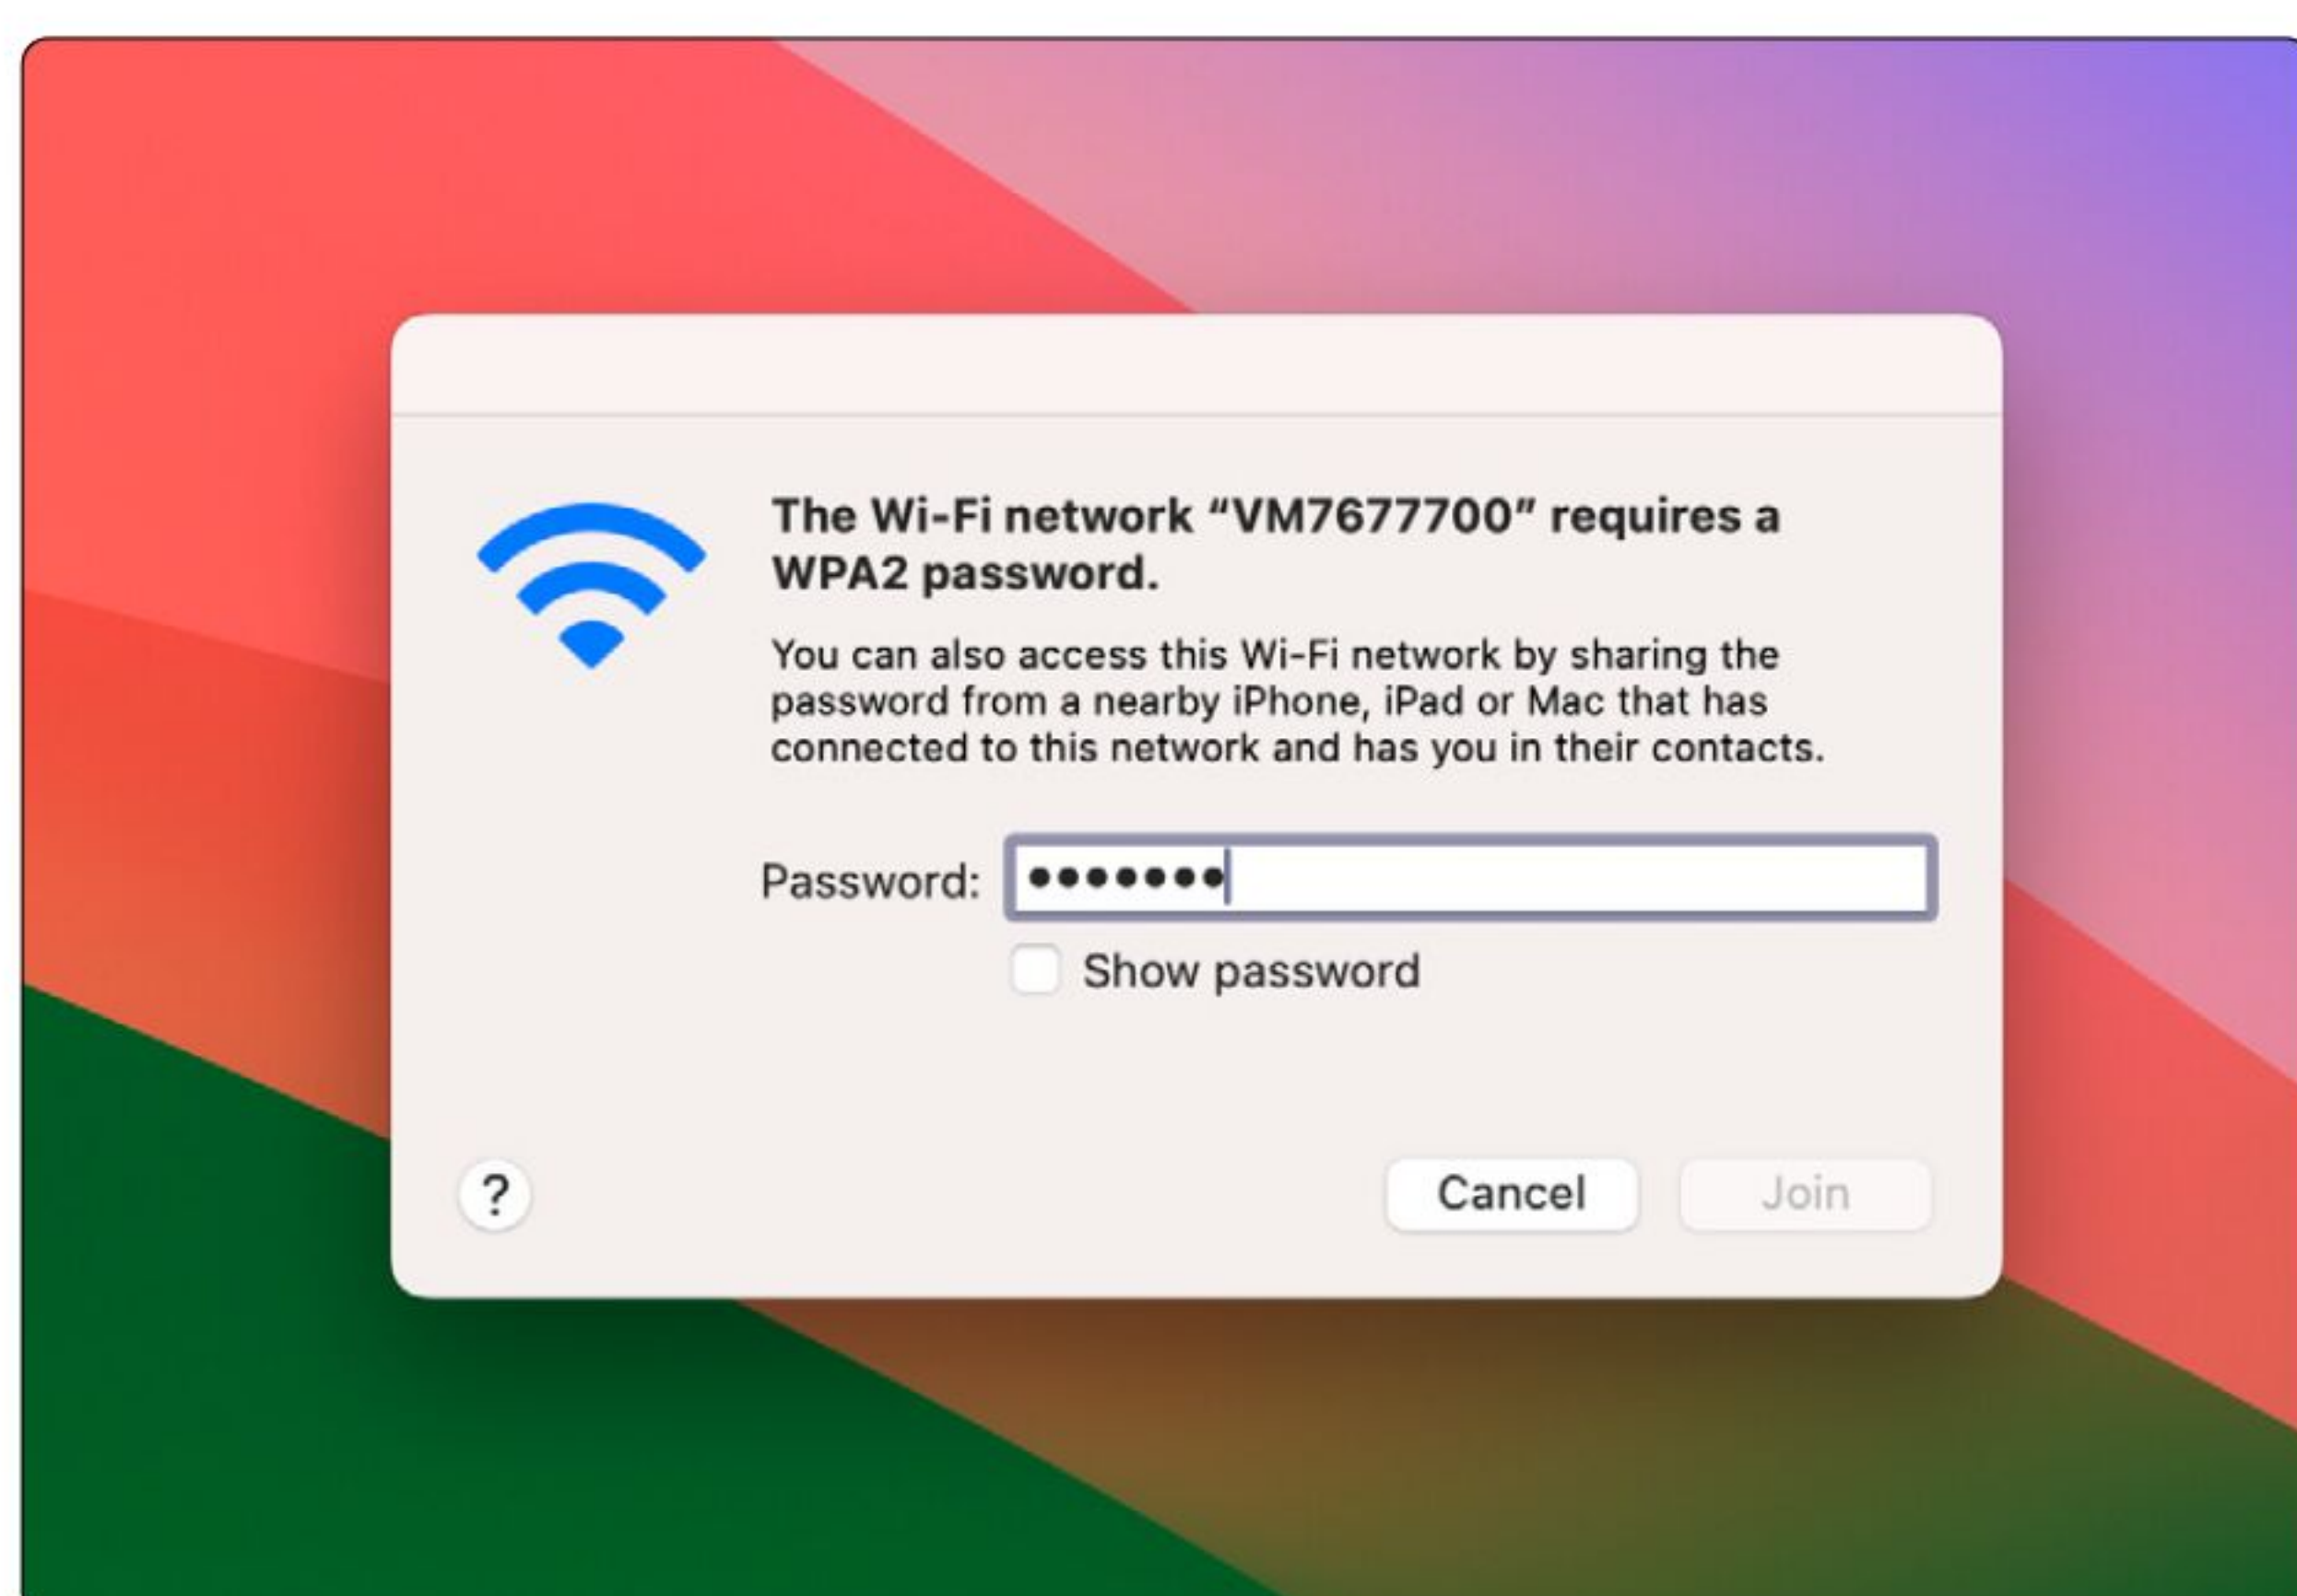 The Wi-Fi network “VM7677700” requires a
WPA2 password.
You can also access this Wi-Fi network by sharing the
password from a nearby iPhone, iPad or Mac that has
connected to this network and has you in their contacts.
Password: •••••••
Show password
? Cancel Join